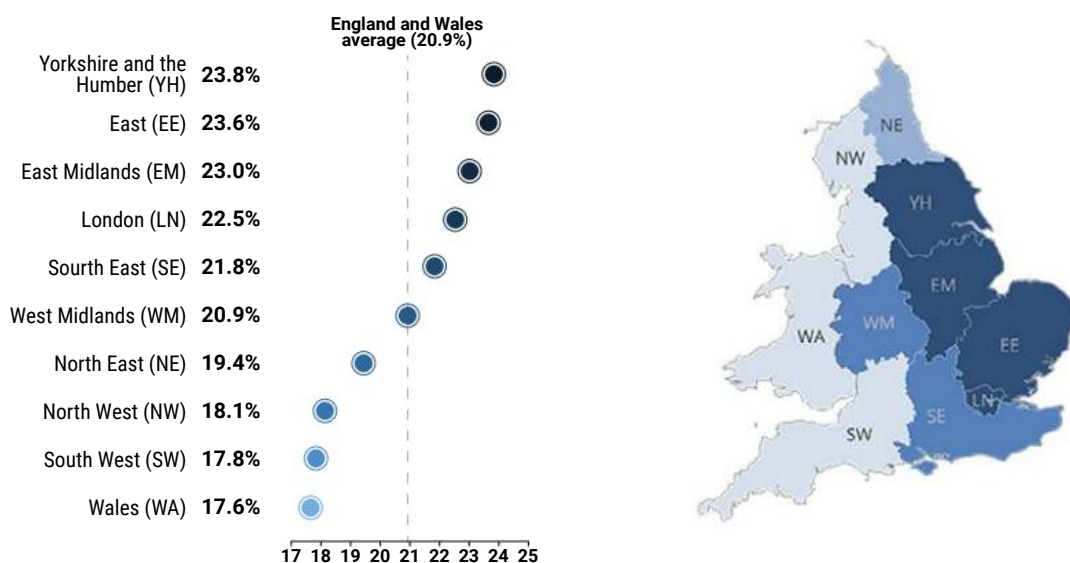 England and Wales
average (20.9%)
Yorkshire and the
Humber (YH) 23.8%
East (EE) 23.6%
East Midlands (EM) 23.0%
London (LN) 22.5%
Sourth East (SE) 21.8%
West Midlands (WM) 20.9%
North East (NE) 19.4%
North West (NW) 18.1%
South West (SW) 17.8%
Wales (WA) 17.6%
17 18 19 20 21 22 23 24 25
NE
NW
YH
EM
WM
WA
EE
LN
SE
SW